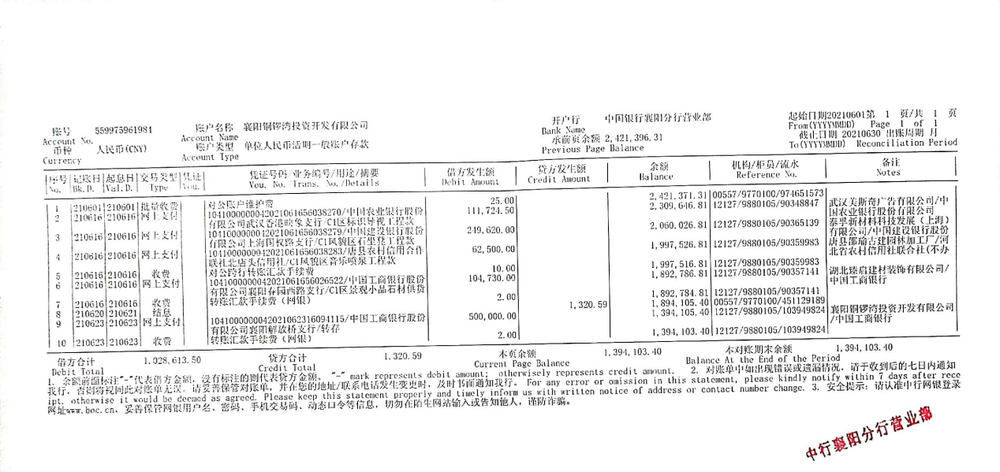 账号 559975961984 账户名称 襄阳铜锣湾投资开发有限公司 开户行 中国银行襄阳分行营业部 起始日期20210601第 1 页/共 1 页
Account No. Account Name Bank Name From(YYYYMMDD) Page 1 of 1
币种 人民币(CNY) 账户类型 单位人民币活期一般账户存款 承前页余额 2,421,396.31 截止日期 20210630 出账周期 月
Currency Account Type Previous Page Balance To(YYYYMMDD) Reconciliation Period
序号 记账日 起息日 交易类型 凭证 凭证号码/业务编号/用途/摘要 借方发生额 贷方发生额 余额 机构/柜员/流水 备注
No. Bk.D. Val.D. Type Vou. Vou. No./Trans. No./Details Debit Amount Credit Amount Balance Reference No. Notes
1 210601 210601 批量收费 对公账户维护费 25.00 2,421,371.31 00557/9770100/974651573
2 210616 210616 网上支付 1041000000042021061656038270/中国农业银行股份 111,724.50 2,309,646.81 12127/9880105/90348847 武汉美斯奇广告有限公司/中
有限公司武汉香港映象支行/C1区标识导视工程款 国农业银行股份有限公司
3 210616 210616 网上支付 10410000000420210616560382​79/中国建设银行股份 249,620.00 2,060,026.81 12127/9880105/90365139 泰孚新材料科技发展（上海）
有限公司上海国权路支行/C1风貌区石坐凳工程款 有限公司/中国建设银行股份
4 210616 210616 网上支付 10410000000420210616560382​83/唐县农村信用合作 62,500.00 1,997,526.81 12127/9880105/90359983 唐县邵瑜古建园林加工厂/河
联社北店头信用社/C1风貌区音乐喷泉工程款 北省农村信用社联合社(不办
5 210616 210616 收费 对公跨行转账汇款手续费 10.00 1,997,516.81 12127/9880105/90359983
6 210616 210616 网上支付 10410000000420210616560265​22/中国工商银行股份 104,730.00 1,892,786.81 12127/9880105/90357141 湖北臻启建材装饰有限公司/
有限公司襄阳春园西路支行/C1区景观小品石材供货 中国工商银行
7 210616 210616 收费 转账汇款手续费（网银） 2.00 1,892,784.81 12127/9880105/90357141
8 210620 210621 结息 1,320.59 1,894,105.40 00557/9770100/451129189
9 210623 210623 网上支付 10410000000420210623160941​15/中国工商银行股份 500,000.00 1,394,105.40 12127/9880105/103949824 襄阳铜锣湾投资开发有限公司
有限公司襄阳解放桥支行/转存 /中国工商银行
10 210623 210623 收费 转账汇款手续费（网银） 2.00 1,394,103.40 12127/9880105/103949824
借方合计 1,028,613.50 贷方合计 1,320.59 本页余额 1,394,103.40 本对账期末余额 1,394,103.40
Debit Total Credit Total Current Page Balance Balance At the End of the Period
1. 余额前面标注"-"代表借方金额，没有标注的则代表贷方金额。 "-" mark represents debit amount; otherwisely represents credit amount. 2. 对账单中如出现错误或遗漏情况，请于收到后的七日内通知
我行，否则将视同此对账单无误。请妥善保管对账单，并在您的地址/联系电话发生变更时，及时书面通知我行。 For any error or omission in this statement, please kindly notify within 7 days after rece
ipt, otherwise it would be deemed as agreed. Please keep this statement properly and timely inform us with written notice of address or contact number change. 3. 安全提示：请认准中行网银登录
网址www.boc.cn，妥善保管网银用户名、密码、手机交易码、动态口令等信息，切勿在陌生网站输入或告知他人，谨防诈骗。
中行襄阳分行营业部